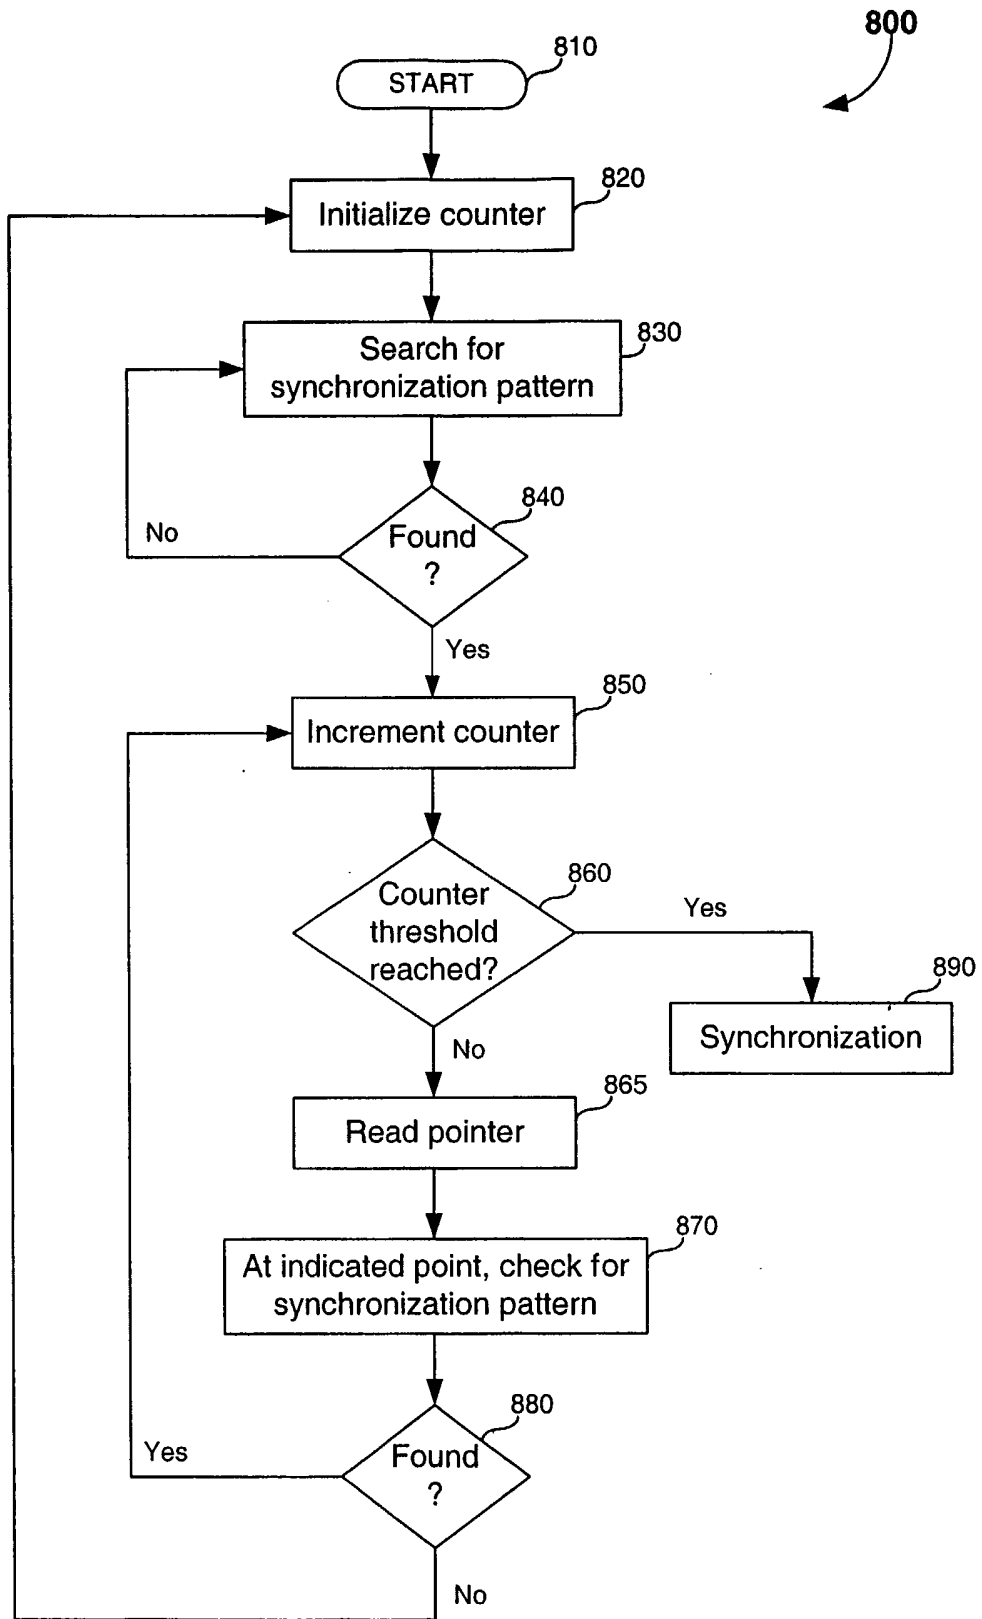 800
810
START
820
Initialize counter
830
Search for
synchronization pattern
840
Found
?
No
Yes
850
Increment counter
860
Counter
threshold
reached?
Yes
890
Synchronization
No
865
Read pointer
870
At indicated point, check for
synchronization pattern
880
Found
?
Yes
No